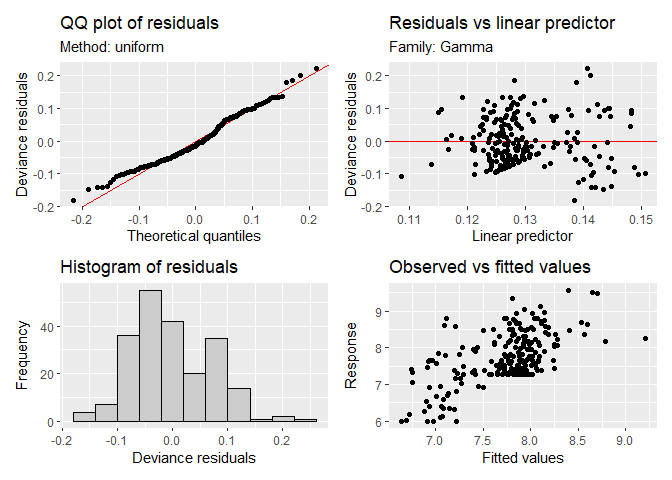 QQ plot of residuals
Method: uniform
Deviance residuals
0.2
0.1
0.0
-0.1
-0.2
-0.2
-0.1
0.0
0.1
0.2
Theoretical quantiles
Residuals vs linear predictor
Family: Gamma
Deviance residuals
0.2
0.1
0.0
-0.1
-0.2
0.11
0.12
0.13
0.14
0.15
Linear predictor
Histogram of residuals
Frequency
40
20
0
-0.2
-0.1
0.0
0.1
0.2
Deviance residuals
Observed vs fitted values
Response
9
8
7
6
7.0
7.5
8.0
8.5
9.0
Fitted values